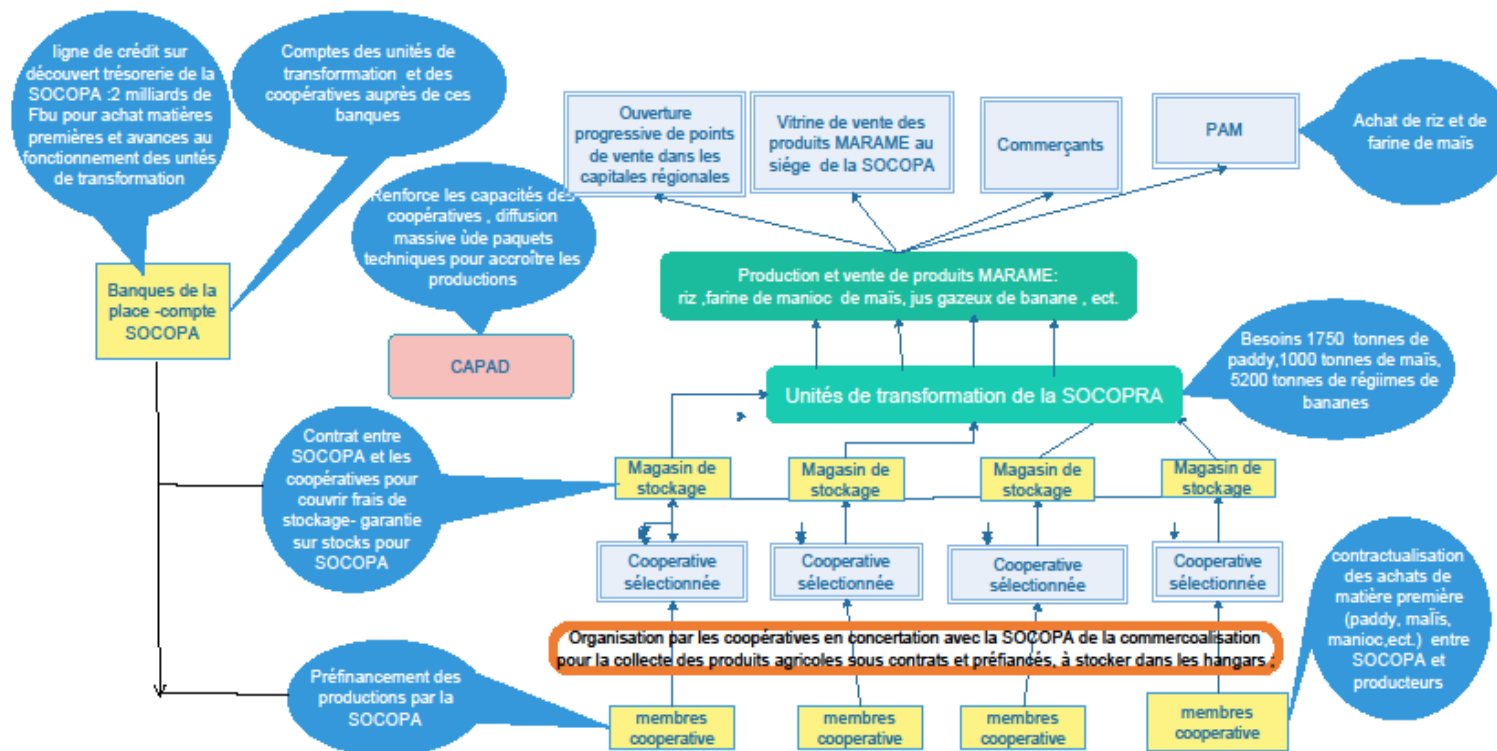 ligne de crédit sur
découvert trésorerie de la
SOCOPA :2 milliards de
Fbu pour achat matières
premières et avances au
fonctionnement des untés
de transformation
Comptes des unités de
transforrmation et des
coopératives auprès de ces
banques
Ouverture
progressive de points
de vente dans les
capitales régionales
Vitrine de vente des
produits MARAME au
siége de la SOCOPA
Commerçants
PAM
Achat de riz et de
farine de maïs
Renforce les capacités des
coopératives , diffusion
massive ùde paquets
techniques pour accroître les
productions
Banques de la
place -compte
SOCOPA
CAPAD
Production et vente de produits MARAME:
riz ,farine de manioc de maïs, jus gazeux de banane , ect.
Unités de transformation de la SOCOPRA
Besoins 1750 tonnes de
paddy,1000 tonnes de maïs,
5200 tonnes de régiimes de
bananes
Contrat entre
SOCOPA et les
coopératives pour
couvrir frais de
stockage- garantie
sur stocks pour
SOCOPA
Magasin de
stockage
Magasin de
stockage
Magasin de
stockage
Magasin de
stockage
Cooperative
sélectionnée
Cooperative
sélectionnée
Cooperative
sélectionnée
Cooperative
sélectionnée
contractualisation
des achats de
matière première
(paddy, maÏïs,
manioc,ect.) entre
SOCOPA et
producteurs
Organisation par les coopératives en concertation avec la SOCOPA de la commercoalisation
pour la collecte des produits agricoles sous contrats et préfiancés, à stocker dans les hangars ;
Préfinancement des
productions par la
SOCOPA
membres
cooperative
membres
cooperative
membres
cooperative
membres
cooperative